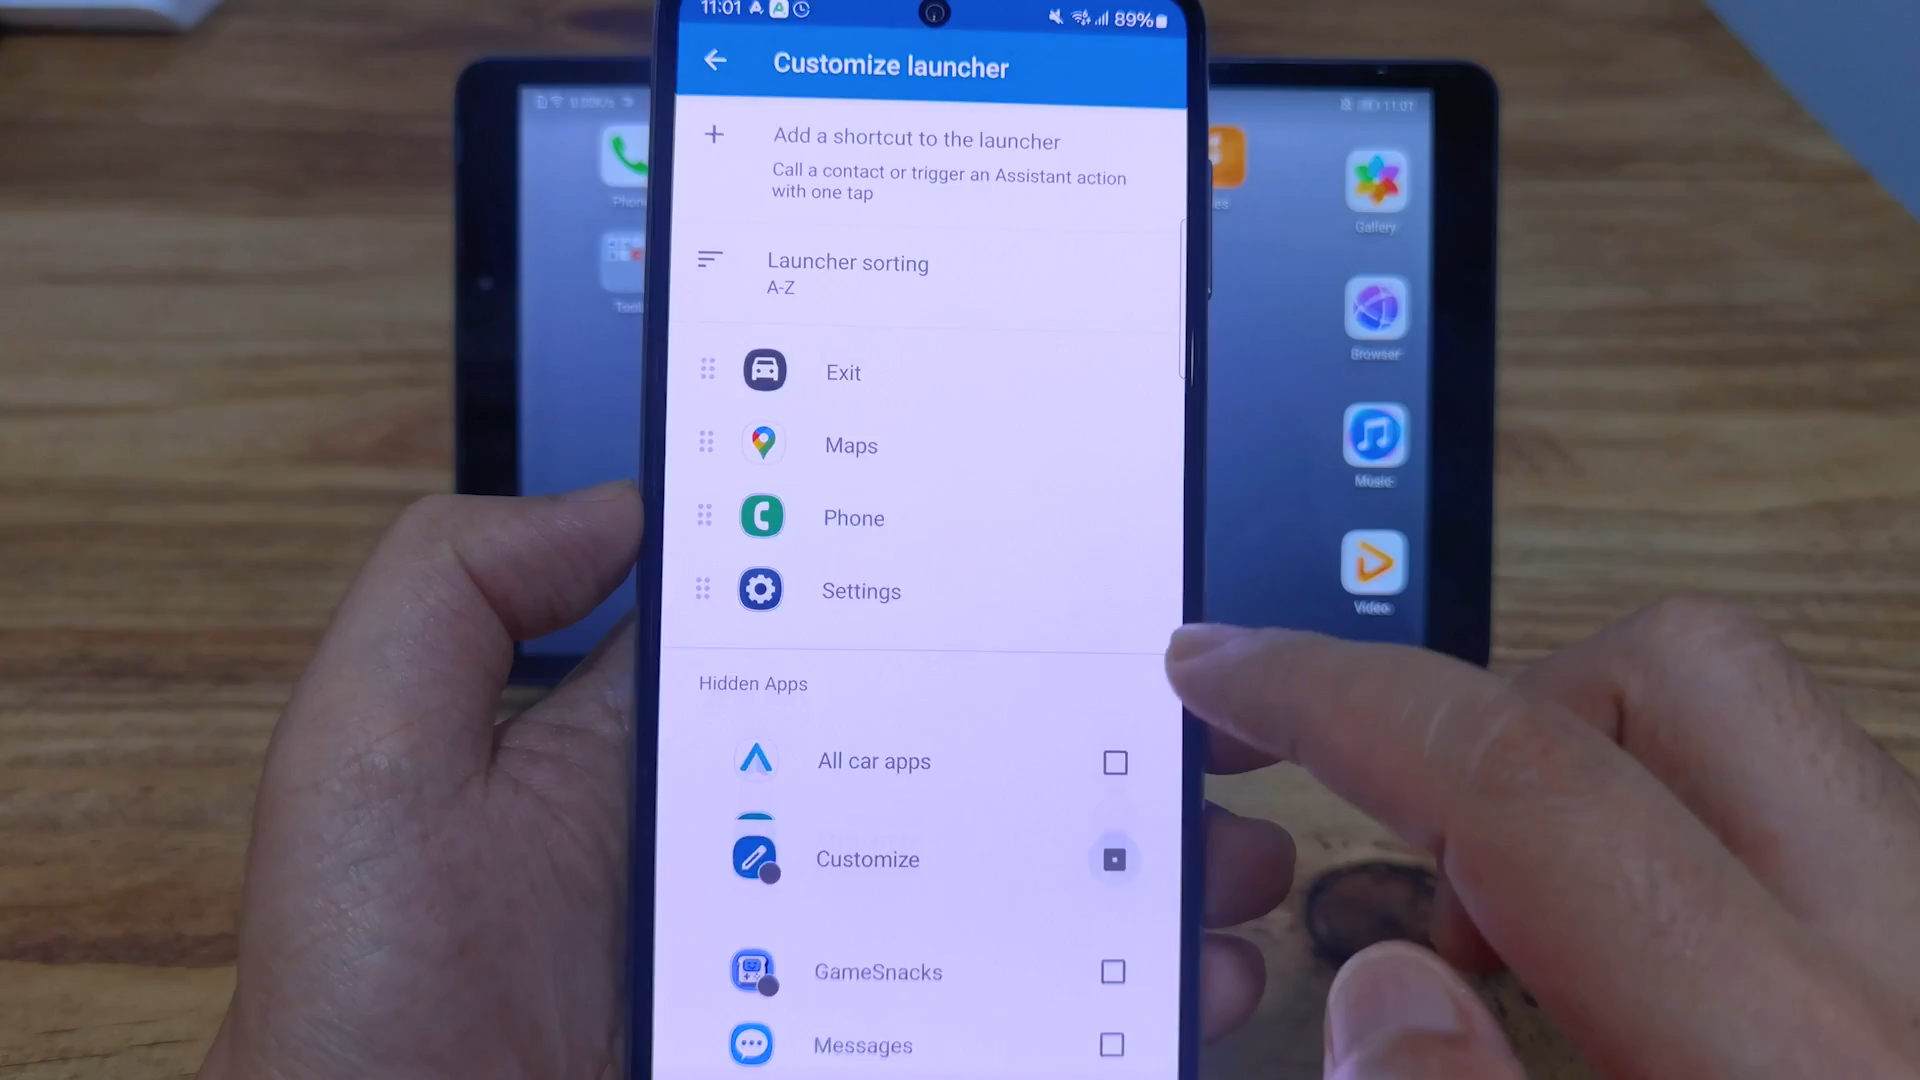 11:01
89%
Customize launcher
Add a shortcut to the launcher
Call a contact or trigger an Assistant action
with one tap
Launcher sorting
A-Z
Exit
Maps
Phone
Settings
Hidden Apps
All car apps
Customize
GameSnacks
Messages
11:01
Gallery
Browser
Music
Video